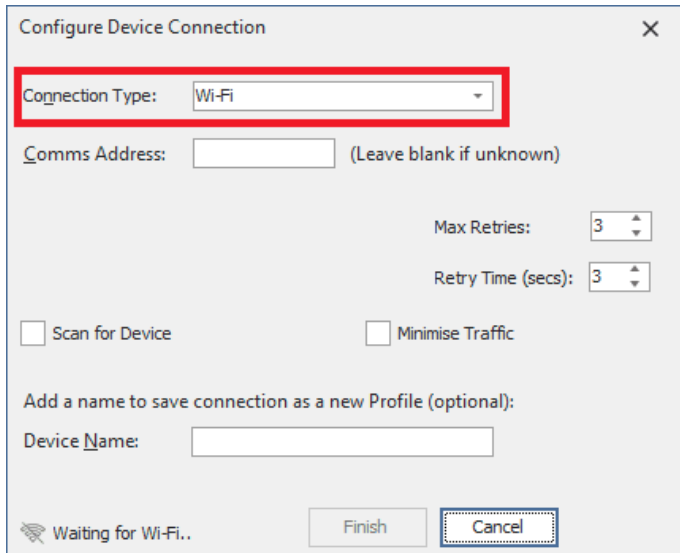 Configure Device Connection
Connection Type: Wi-Fi
Comms Address: (Leave blank if unknown)
Max Retries: 3
Retry Time (secs): 3
Scan for Device Minimise Traffic
Add a name to save connection as a new Profile (optional):
Device Name:
Waiting for Wi-Fi.. Finish Cancel